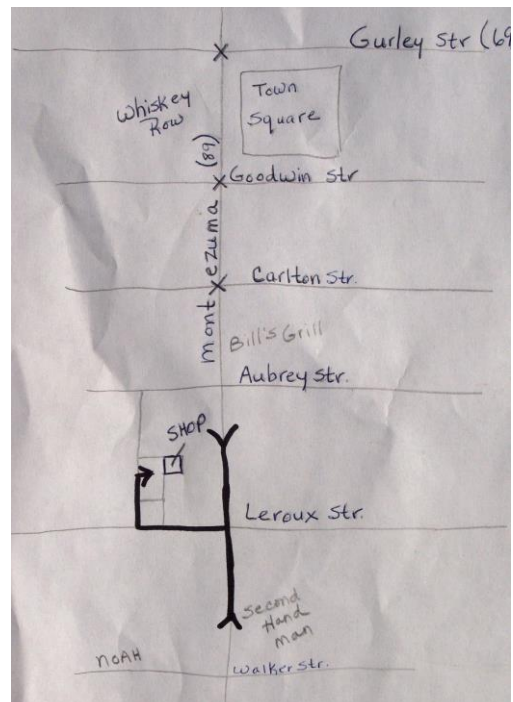 Gurley Str (69
Whiskey
Row
Town
Square
(89)
Goodwin Str
montezuma
Carlton Str.
Bill's Grill
Aubrey Str.
SHOP
Leroux Str.
Second
Hand
man
NOAH
Walker Str.